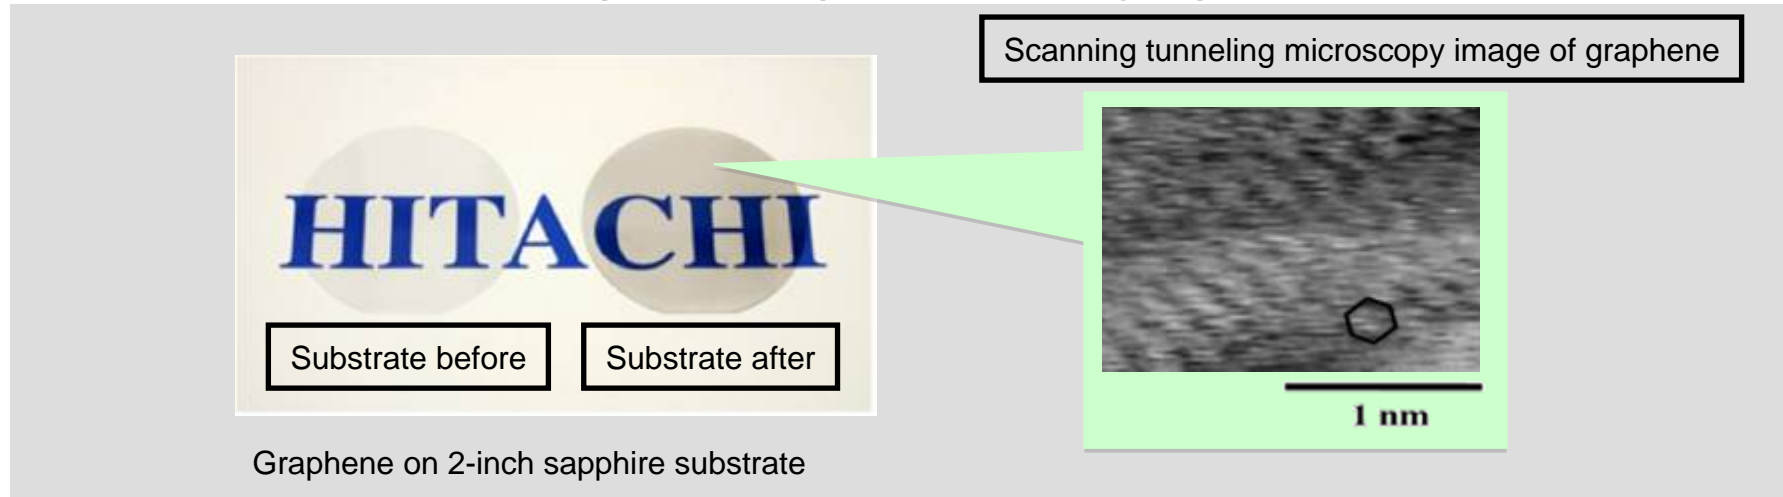 Scanning tunneling microscopy image of graphene
HITACHI
Substrate before
Substrate after
1 nm
Graphene on 2-inch sapphire substrate